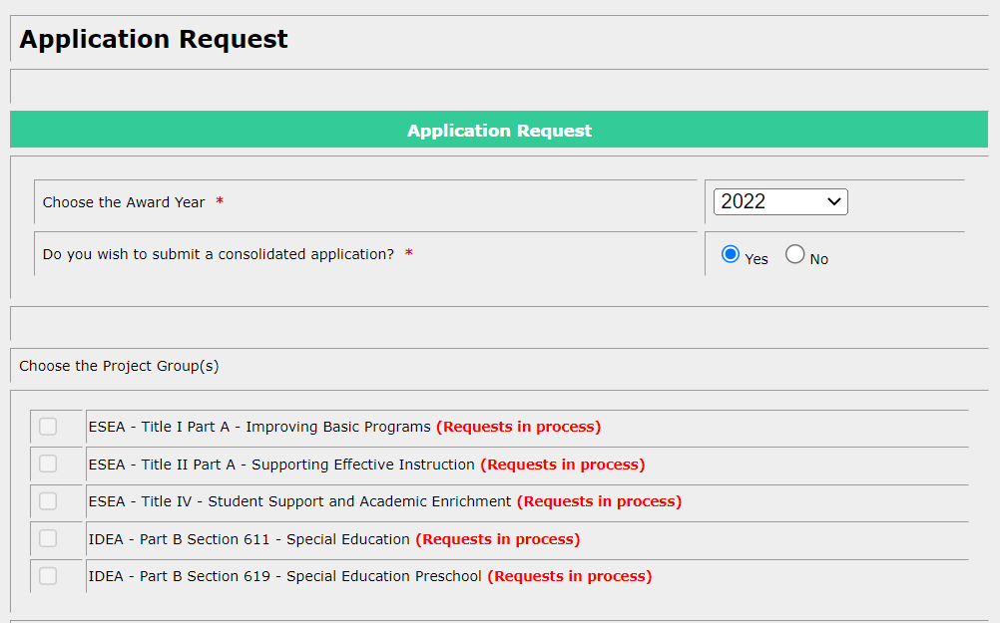 Application Request
Application Request
Choose the Award Year *
2022
Do you wish to submit a consolidated application? *
Yes No
Choose the Project Group(s)
ESEA - Title I Part A - Improving Basic Programs (Requests in process)
ESEA - Title II Part A - Supporting Effective Instruction (Requests in process)
ESEA - Title IV - Student Support and Academic Enrichment (Requests in process)
IDEA - Part B Section 611 - Special Education (Requests in process)
IDEA - Part B Section 619 - Special Education Preschool (Requests in process)